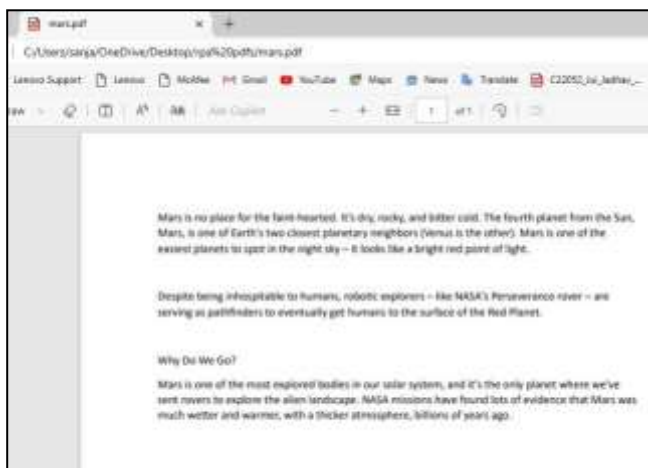 mars.pdf
C:/Users/sanja/OneDrive/Desktop/rpa%20pdfs/mars.pdf
Lenovo Support Lenovo McAfee Gmail YouTube Maps News Translate
Ask Copilot 1 of 1
Mars is no place for the faint-hearted. It's dry, rocky, and bitter cold. The fourth planet from the Sun,
Mars, is one of Earth's two closest planetary neighbors (Venus is the other). Mars is one of the
easiest planets to spot in the night sky – it looks like a bright red point of light.
Despite being inhospitable to humans, robotic explorers – like NASA's Perseverance rover – are
serving as pathfinders to eventually get humans to the surface of the Red Planet.
Why Do We Go?
Mars is one of the most explored bodies in our solar system, and it's the only planet where we've
sent rovers to explore the alien landscape. NASA missions have found lots of evidence that Mars was
much wetter and warmer, with a thicker atmosphere, billions of years ago.